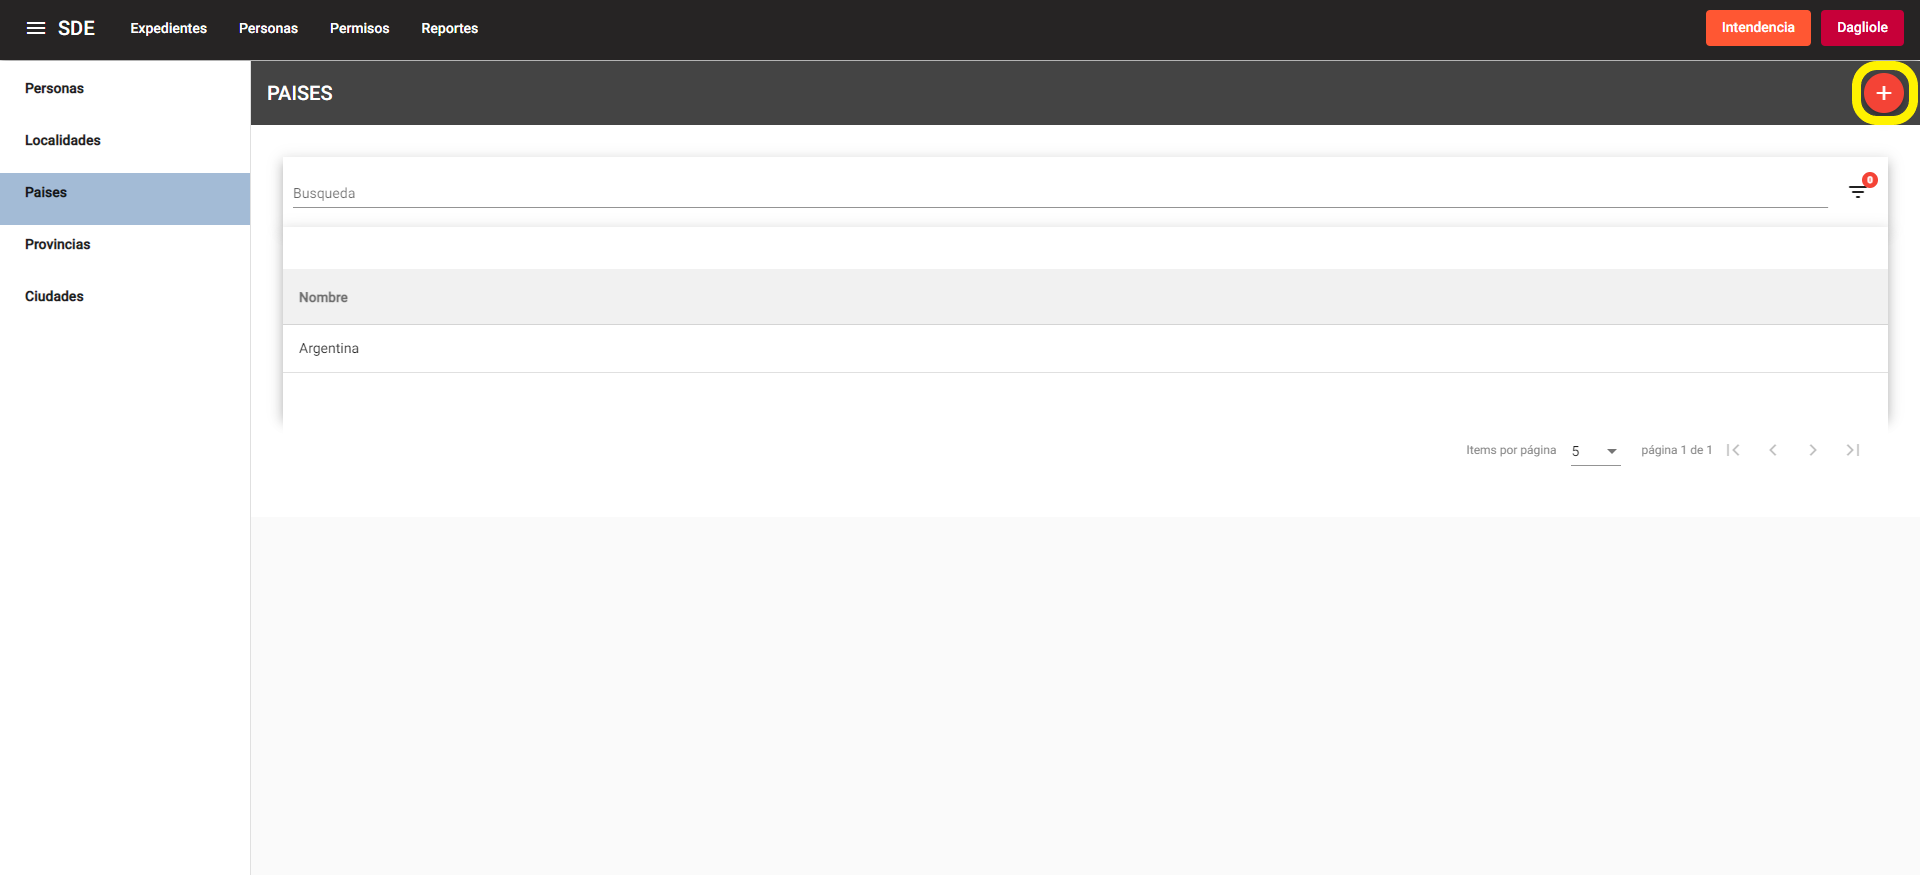 SDE Expedientes Personas Permisos Reportes Intendencia Dagliole
Personas
Localidades
Paises
Provincias
Ciudades
PAISES
+
Busqueda
0
Nombre
Argentina
Items por página 5 página 1 de 1